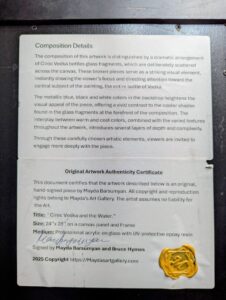 Composition Details
The composition of this artwork is distinguished by a dramatic arrangement
of Ciroc Vodka bottles glass fragments, which are deliberately scattered
across the canvas. These broken pieces serve as a striking visual element,
instantly drawing the viewer's focus and directing attention toward the
central subject of the painting, the entire bottle of vodka.
The metallic blue, black and white colors in the backdrop heightens the
visual appeal of the piece, offering a vivid contrast to the cooler shades
found in the glass fragments at the forefront of the composition. The
interplay between warm and cool colors, combined with the varied textures
throughout the artwork, introduces several layers of depth and complexity.
Through these carefully chosen artistic elements, viewers are invited to
engage more deeply with the piece.
Original Artwork Authenticity Certificate
This document certifies that the artwork described below is an original,
hand-signed piece by Mayda Barsumyan. All copyright and reproduction
rights belong to Mayda's Art Gallery. The artist assumes no liability for
the Art.
Title: "Ciroc Vodka and the Water."
Size: 24"x 28" on canvas panel and Frame
Medium: Professional acrylic on glass with UV protective epoxy resin
Signed by Mayda Barsumyan and Bruce Hymes
2025 Copyright https://Maydasartgallery.com